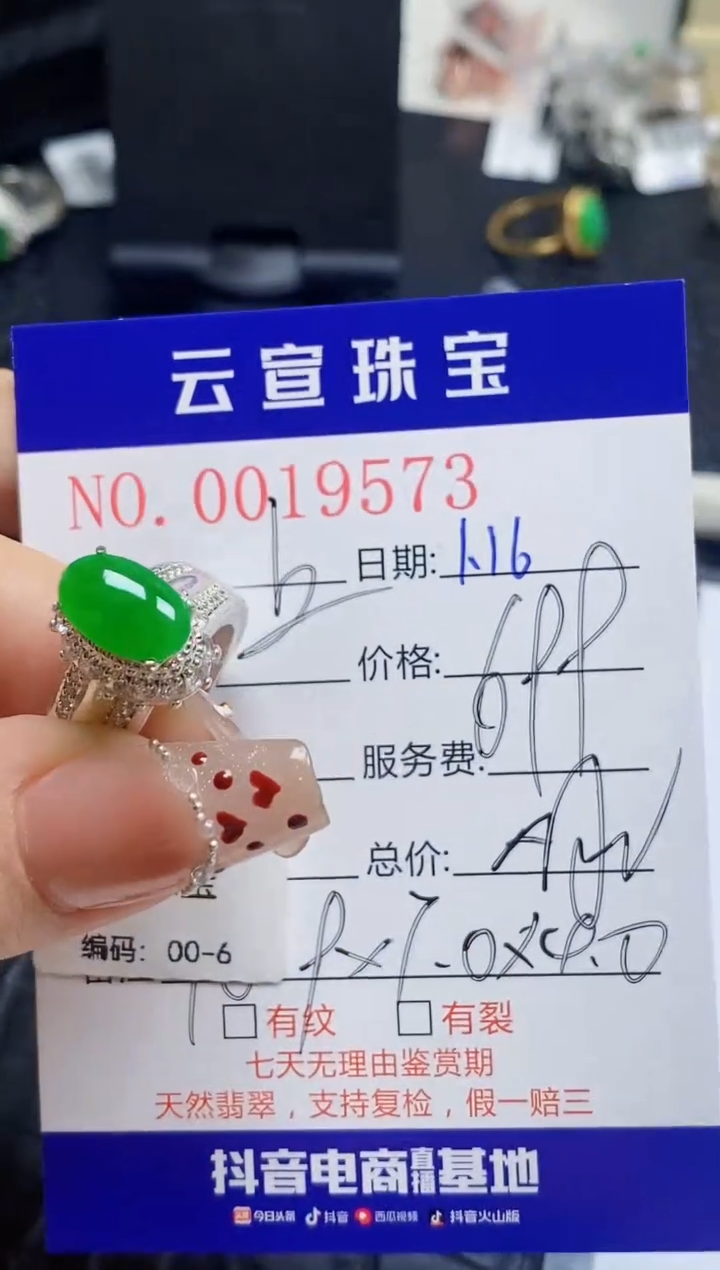 云宣珠宝
NO.0019573
日期: 1.16
价格:
服务费:
总价:
编码: 00-6
□有纹 □有裂
七天无理由鉴赏期
天然翡翠，支持复检，假一赔三
抖音电商直播基地
今日头条 抖音 西瓜视频 抖音火山版